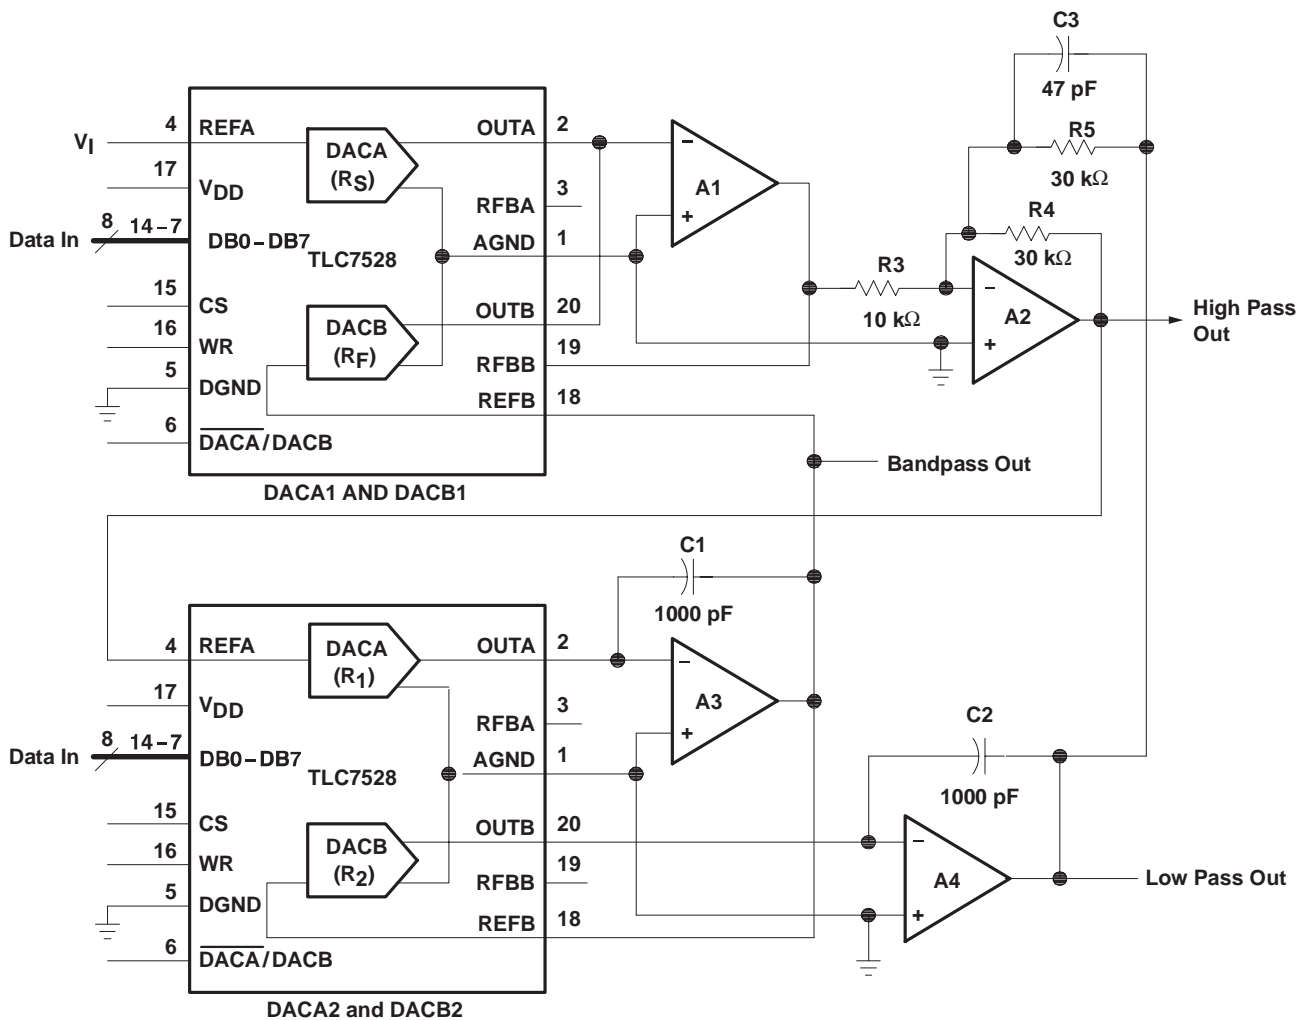 C3
47 pF
R5
30 kΩ
R4
30 kΩ
4 REFA
VI
17
VDD
8 14–7
Data In
DB0–DB7
TLC7528
15
CS
16
WR
5
DGND
6
DACA/DACB
DACA
(RS)
DACB
(RF)
OUTA 2
3
RFBA
AGND 1
OUTB 20
19
RFBB
REFB 18
DACA1 AND DACB1
A1
R3
10 kΩ
A2
High Pass
Out
Bandpass Out
C1
1000 pF
4 REFA
17
VDD
8 14–7
Data In
DB0–DB7
TLC7528
15
CS
16
WR
5
DGND
6
DACA/DACB
DACA
(R1)
DACB
(R2)
OUTA 2
3
RFBA
AGND 1
OUTB 20
19
RFBB
REFB 18
DACA2 and DACB2
A3
C2
1000 pF
A4
Low Pass Out
− + − + − + − +